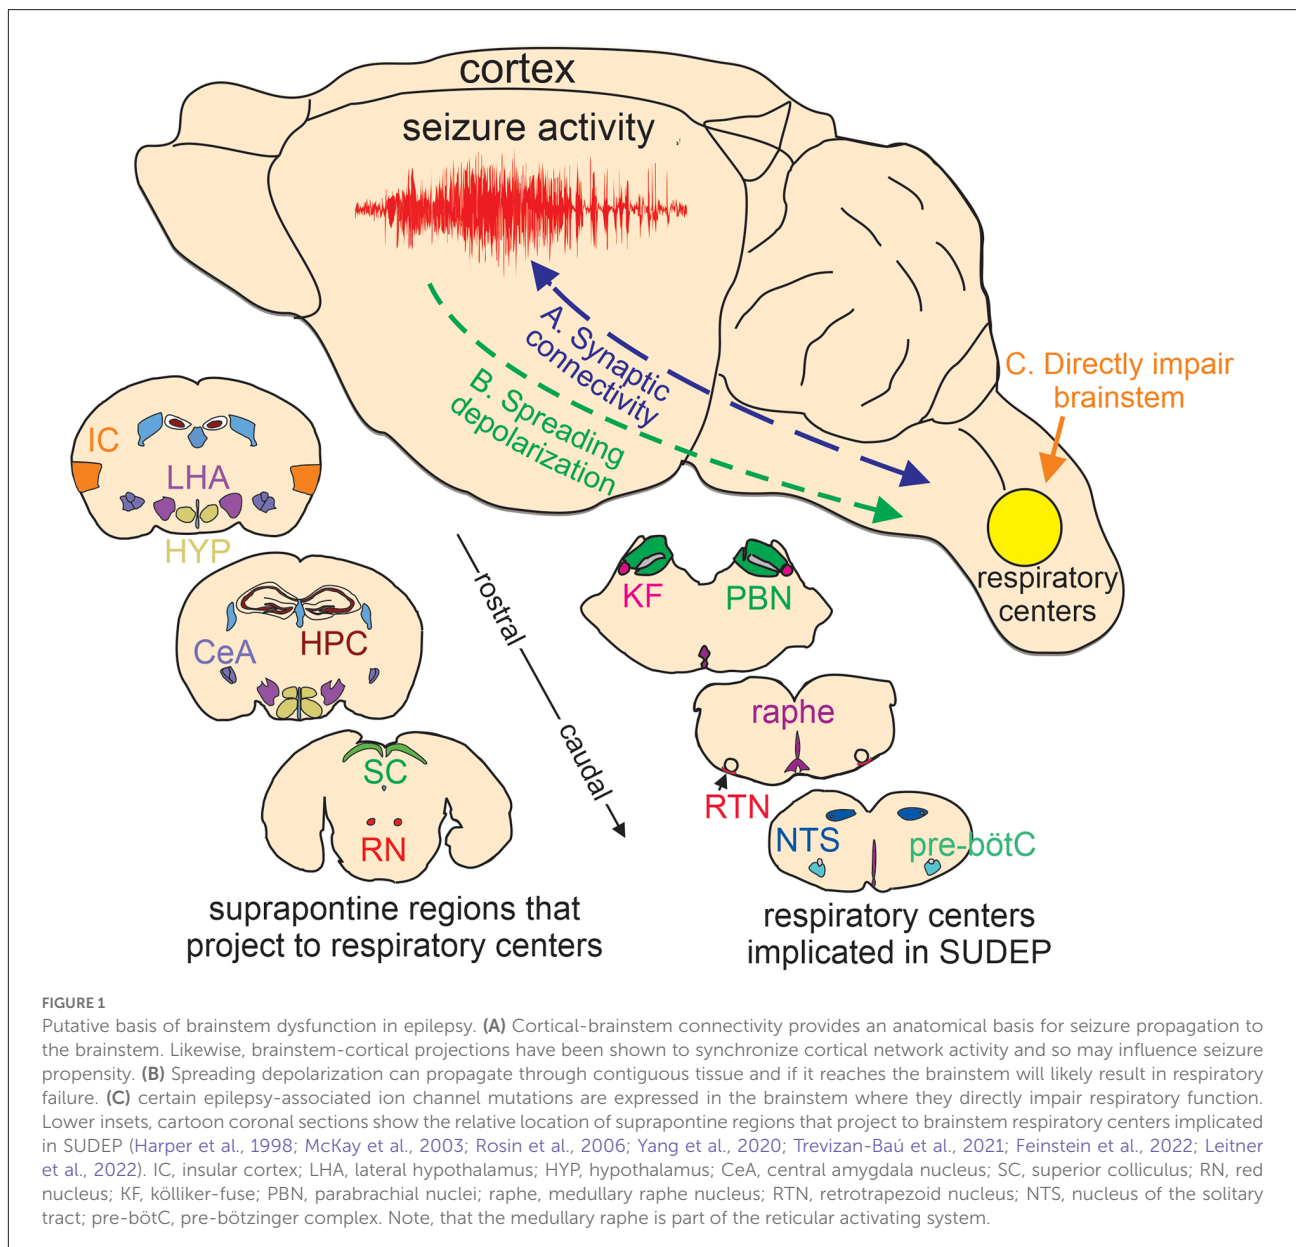 cortex
seizure activity
A. Synaptic
connectivity
B. Spreading
depolarization
C. Directly impair
brainstem
respiratory
centers
IC
LHA
HYP
CeA
HPC
SC
RN
suprapontine regions that
project to respiratory centers
rostral
caudal
KF
PBN
raphe
RTN
NTS
pre-bötC
respiratory centers
implicated in SUDEP
FIGURE 1
Putative basis of brainstem dysfunction in epilepsy. (A) Cortical-brainstem connectivity provides an anatomical basis for seizure propagation to
the brainstem. Likewise, brainstem-cortical projections have been shown to synchronize cortical network activity and so may influence seizure
propensity. (B) Spreading depolarization can propagate through contiguous tissue and if it reaches the brainstem will likely result in respiratory
failure. (C) certain epilepsy-associated ion channel mutations are expressed in the brainstem where they directly impair respiratory function.
Lower insets, cartoon coronal sections show the relative location of suprapontine regions that project to brainstem respiratory centers implicated
in SUDEP (Harper et al., 1998; McKay et al., 2003; Rosin et al., 2006; Yang et al., 2020; Trevizan-Baú et al., 2021; Feinstein et al., 2022; Leitner
et al., 2022). IC, insular cortex; LHA, lateral hypothalamus; HYP, hypothalamus; CeA, central amygdala nucleus; SC, superior colliculus; RN, red
nucleus; KF, kölliker-fuse; PBN, parabrachial nuclei; raphe, medullary raphe nucleus; RTN, retrotrapezoid nucleus; NTS, nucleus of the solitary
tract; pre-bötC, pre-bötzinger complex. Note, that the medullary raphe is part of the reticular activating system.